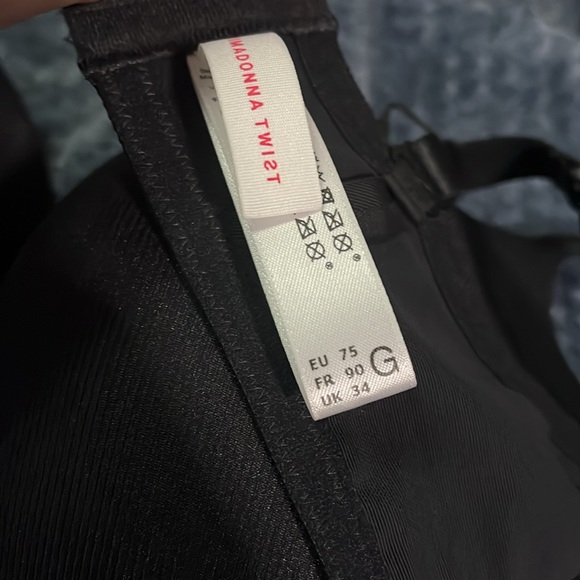 MADONNA TWIST
EU 75
FR 90 G
UK 34